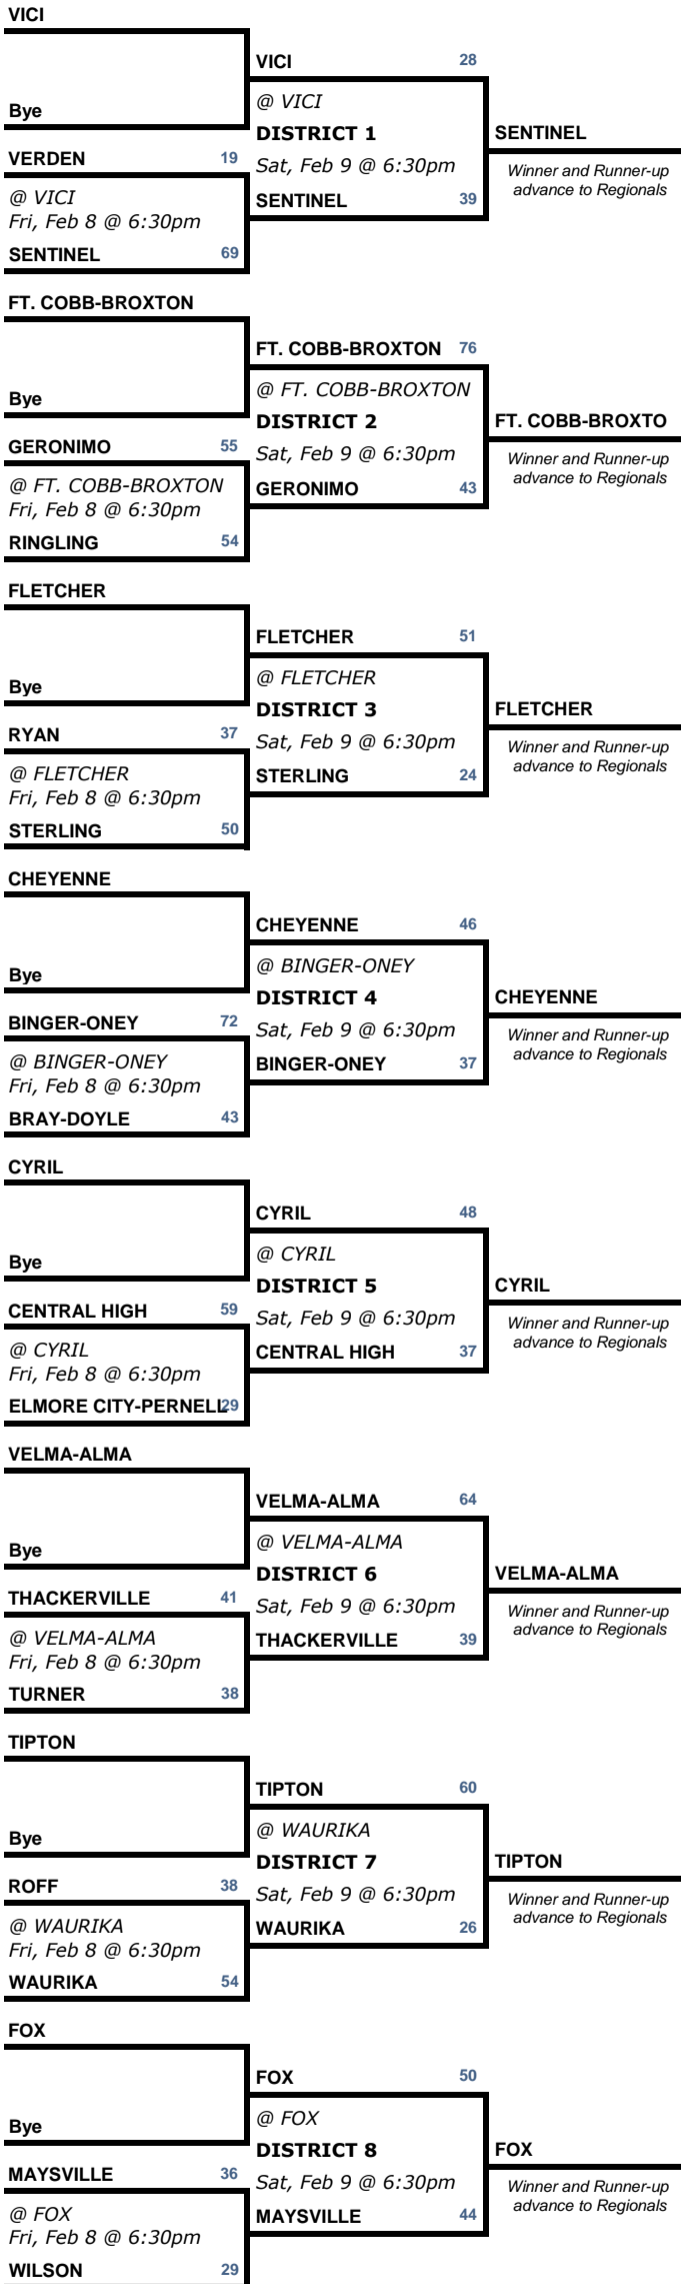 VICI
VICI 28
@ VICI
Bye
DISTRICT 1
SENTINEL
VERDEN 19
Sat, Feb 9 @ 6:30pm
Winner and Runner-up
advance to Regionals
@ VICI
SENTINEL 39
Fri, Feb 8 @ 6:30pm
SENTINEL 69
FT. COBB-BROXTON
FT. COBB-BROXTON 76
@ FT. COBB-BROXTON
Bye
DISTRICT 2
FT. COBB-BROXTO
GERONIMO 55
Sat, Feb 9 @ 6:30pm
Winner and Runner-up
advance to Regionals
@ FT. COBB-BROXTON
GERONIMO 43
Fri, Feb 8 @ 6:30pm
RINGLING 54
FLETCHER
FLETCHER 51
@ FLETCHER
Bye
DISTRICT 3
FLETCHER
RYAN 37
Sat, Feb 9 @ 6:30pm
Winner and Runner-up
advance to Regionals
@ FLETCHER
STERLING 24
Fri, Feb 8 @ 6:30pm
STERLING 50
CHEYENNE
CHEYENNE 46
@ BINGER-ONEY
Bye
DISTRICT 4
CHEYENNE
BINGER-ONEY 72
Sat, Feb 9 @ 6:30pm
Winner and Runner-up
advance to Regionals
@ BINGER-ONEY
BINGER-ONEY 37
Fri, Feb 8 @ 6:30pm
BRAY-DOYLE 43
CYRIL
CYRIL 48
@ CYRIL
Bye
DISTRICT 5
CYRIL
CENTRAL HIGH 59
Sat, Feb 9 @ 6:30pm
Winner and Runner-up
advance to Regionals
@ CYRIL
CENTRAL HIGH 37
Fri, Feb 8 @ 6:30pm
ELMORE CITY-PERNELL 29
VELMA-ALMA
VELMA-ALMA 64
@ VELMA-ALMA
Bye
DISTRICT 6
VELMA-ALMA
THACKERVILLE 41
Sat, Feb 9 @ 6:30pm
Winner and Runner-up
advance to Regionals
@ VELMA-ALMA
THACKERVILLE 39
Fri, Feb 8 @ 6:30pm
TURNER 38
TIPTON
TIPTON 60
@ WAURIKA
Bye
DISTRICT 7
TIPTON
ROFF 38
Sat, Feb 9 @ 6:30pm
Winner and Runner-up
advance to Regionals
@ WAURIKA
WAURIKA 26
Fri, Feb 8 @ 6:30pm
WAURIKA 54
FOX
FOX 50
@ FOX
Bye
DISTRICT 8
FOX
MAYSVILLE 36
Sat, Feb 9 @ 6:30pm
Winner and Runner-up
advance to Regionals
@ FOX
MAYSVILLE 44
Fri, Feb 8 @ 6:30pm
WILSON 29